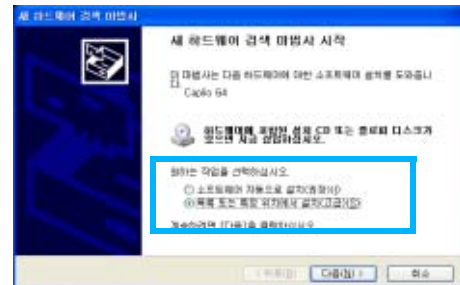 새 하드웨어 검색 마법사
새 하드웨어 검색 마법사 시작
이 마법사는 다음 하드웨어에 대한 소프트웨어 설치를 도와줍니
다.
Caplio G4
하드웨어에 포함된 설치 CD 또는 플로피 디스크가
있으면 지금 삽입하십시오.
원하는 작업을 선택하십시오.
소프트웨어 자동으로 설치(권장)(I)
목록 또는 특정 위치에서 설치(고급)(S)
계속하려면 [다음]을 클릭하십시오.
< 뒤로(B)
다음(N) >
취소